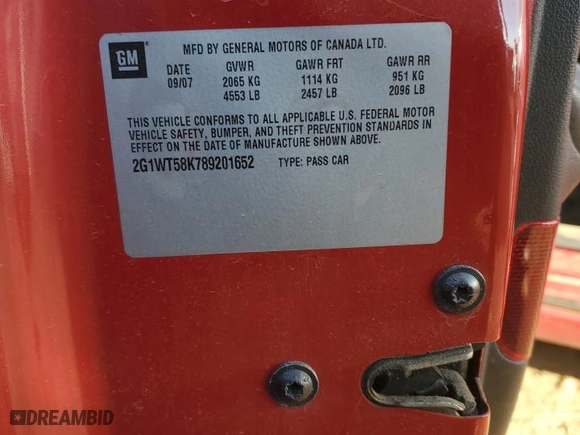 GM
MFD BY GENERAL MOTORS OF CANADA LTD.
DATE GVWR GAWR FRT GAWR RR
09/07 2065 KG 1114 KG 951 KG
4553 LB 2457 LB 2096 LB
THIS VEHICLE CONFORMS TO ALL APPLICABLE U.S. FEDERAL MOTOR
VEHICLE SAFETY, BUMPER, AND THEFT PREVENTION STANDARDS IN
EFFECT ON THE DATE OF MANUFACTURE SHOWN ABOVE.
2G1WT58K789201652 TYPE: PASS CAR
DREAMBID